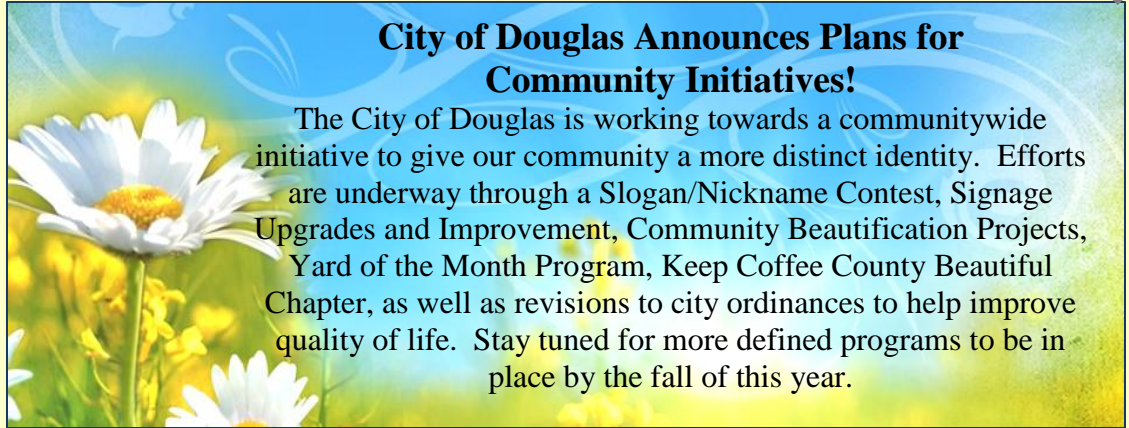 City of Douglas Announces Plans for
Community Initiatives!
The City of Douglas is working towards a communitywide
initiative to give our community a more distinct identity.  Efforts
are underway through a Slogan/Nickname Contest, Signage
Upgrades and Improvement, Community Beautification Projects,
Yard of the Month Program, Keep Coffee County Beautiful
Chapter, as well as revisions to city ordinances to help improve
quality of life.  Stay tuned for more defined programs to be in
place by the fall of this year.